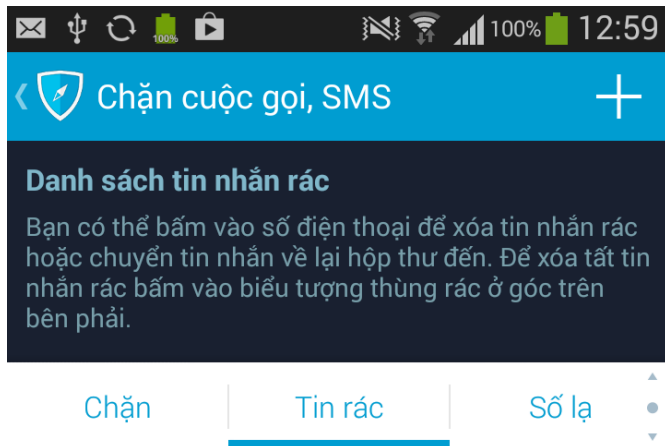 100% 100% 12:59
Chặn cuộc gọi, SMS
Danh sách tin nhắn rác
Bạn có thể bấm vào số điện thoại để xóa tin nhắn rác
hoặc chuyển tin nhắn về lại hộp thư đến. Để xóa tất tin
nhắn rác bấm vào biểu tượng thùng rác ở góc trên
bên phải.
Chặn Tin rác Số lạ